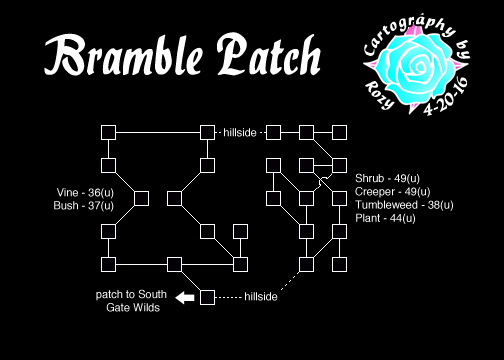 Bramble Patch
Cartography by
Rozy 4-20-16
hillside
Vine - 36(u)
Bush - 37(u)
Shrub - 49(u)
Creeper - 49(u)
Tumbleweed - 38(u)
Plant - 44(u)
patch to South
Gate Wilds
hillside